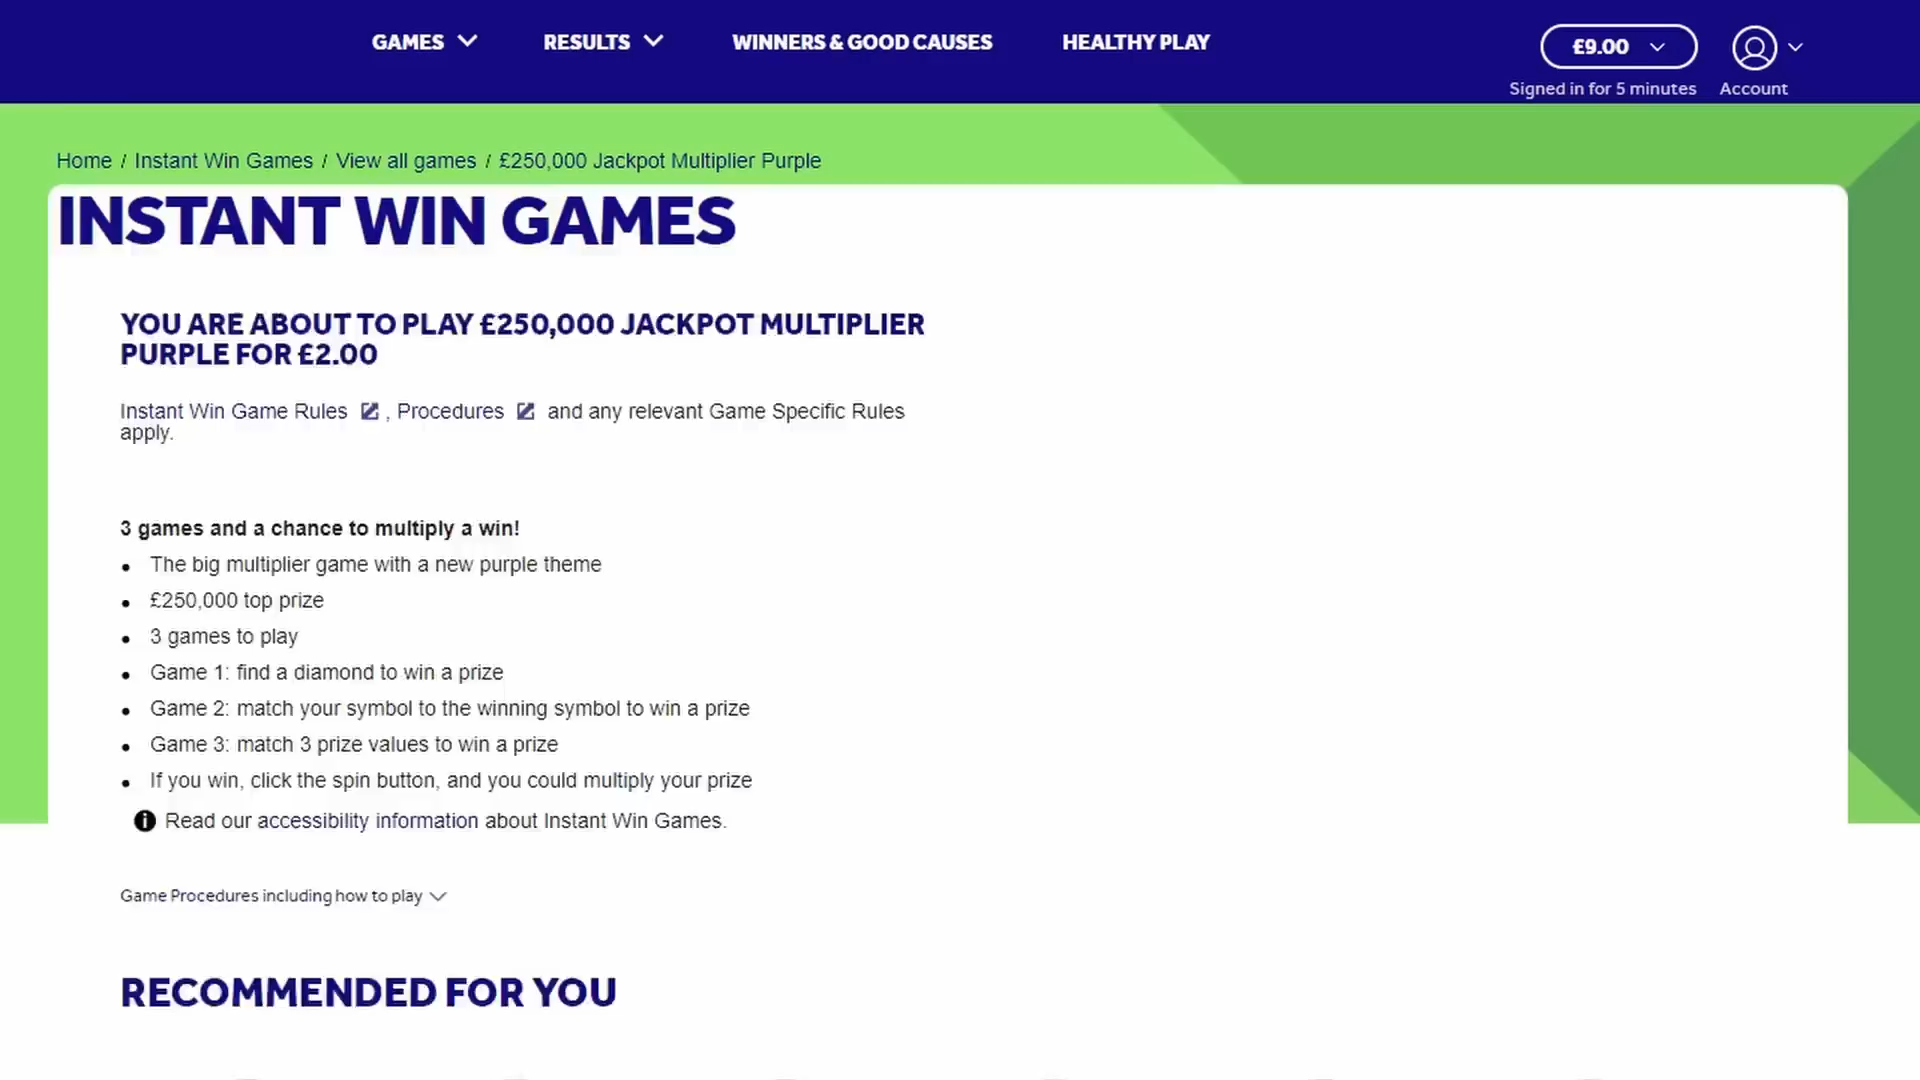 GAMES RESULTS WINNERS & GOOD CAUSES HEALTHY PLAY £9.00
Signed in for 5 minutes Account
Home / Instant Win Games / View all games / £250,000 Jackpot Multiplier Purple
INSTANT WIN GAMES
YOU ARE ABOUT TO PLAY £250,000 JACKPOT MULTIPLIER
PURPLE FOR £2.00
Instant Win Game Rules , Procedures and any relevant Game Specific Rules
apply.
3 games and a chance to multiply a win!
• The big multiplier game with a new purple theme
• £250,000 top prize
• 3 games to play
• Game 1: find a diamond to win a prize
• Game 2: match your symbol to the winning symbol to win a prize
• Game 3: match 3 prize values to win a prize
• If you win, click the spin button, and you could multiply your prize
Read our accessibility information about Instant Win Games.
Game Procedures including how to play
RECOMMENDED FOR YOU